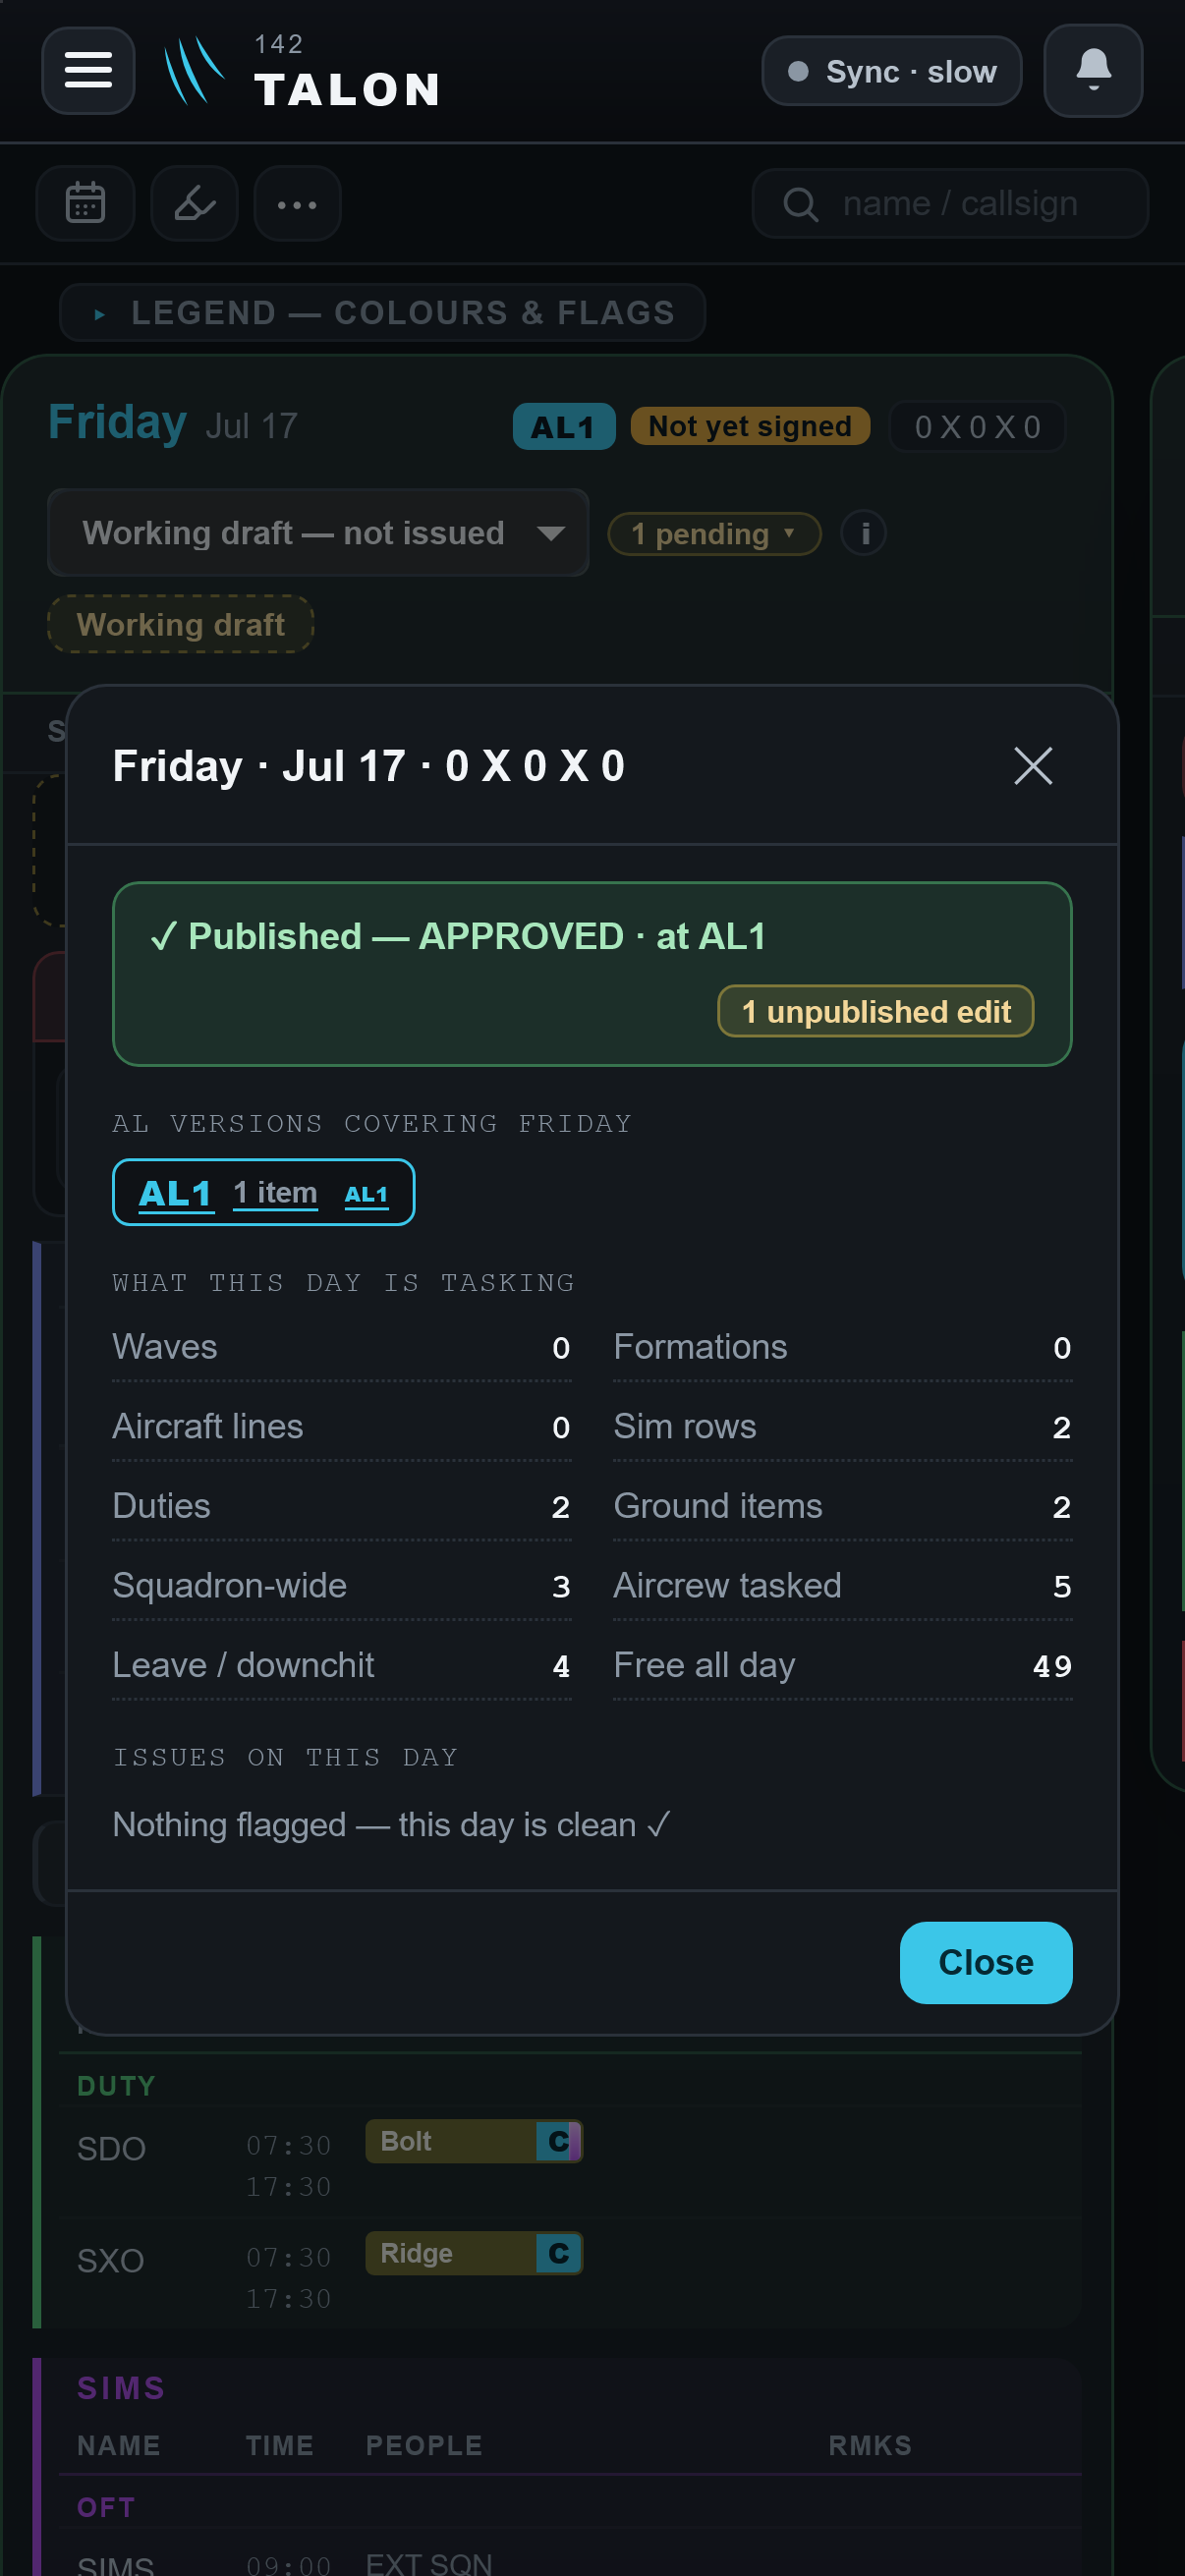 142
TALON
Sync · slow
name / callsign
▸ LEGEND — COLOURS & FLAGS
Friday Jul 17 AL1 Not yet signed 0 X 0 X 0
Working draft — not issued 1 pending ▾ i
Working draft
S
Friday · Jul 17 · 0 X 0 X 0
✓ Published — APPROVED · at AL1
1 unpublished edit
AL VERSIONS COVERING FRIDAY
AL1 1 item AL1
WHAT THIS DAY IS TASKING
Waves 0 Formations 0
Aircraft lines 0 Sim rows 2
Duties 2 Ground items 2
Squadron-wide 3 Aircrew tasked 5
Leave / downchit 4 Free all day 49
ISSUES ON THIS DAY
Nothing flagged — this day is clean ✓
Close
DUTY
SDO 07:30 Bolt C
17:30
SXO 07:30 Ridge C
17:30
SIMS
NAME TIME PEOPLE RMKS
OFT
SIMS 09:00 EXT SQN